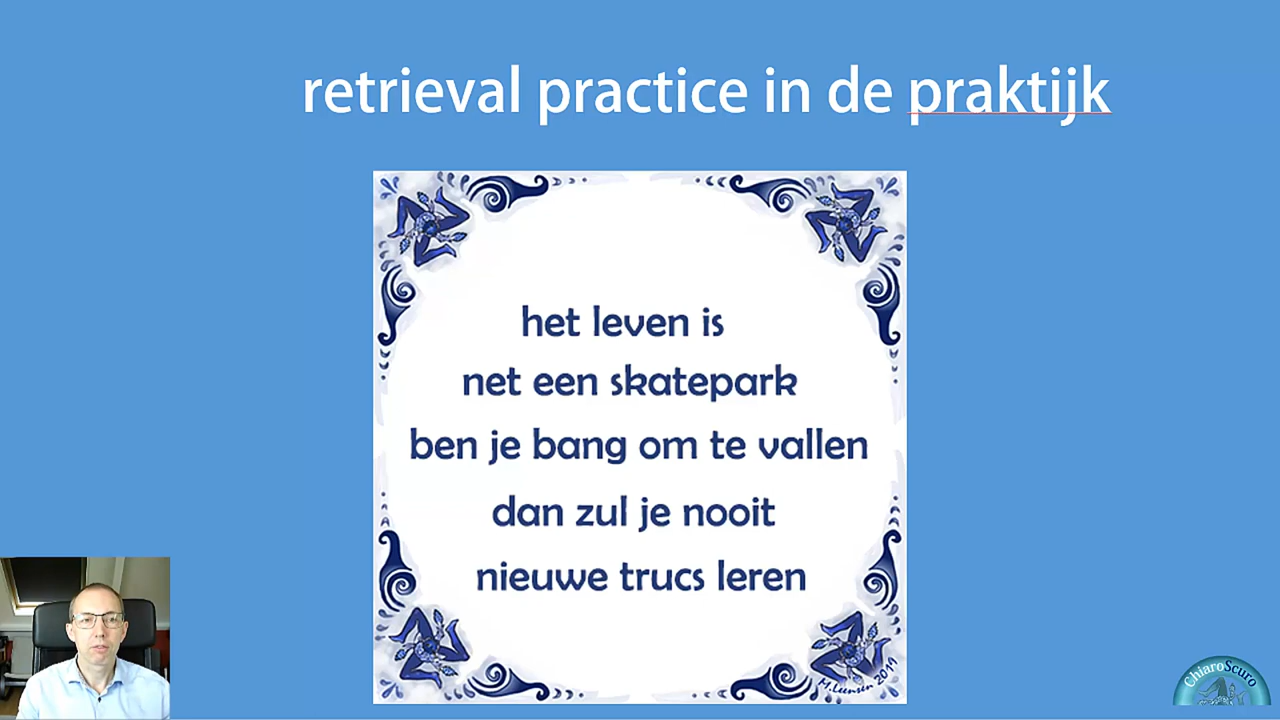 retrieval practice in de praktijk
het leven is
net een skatepark
ben je bang om te vallen
dan zul je nooit
nieuwe trucs leren
M.Leensen 2019
ChiaroScuro